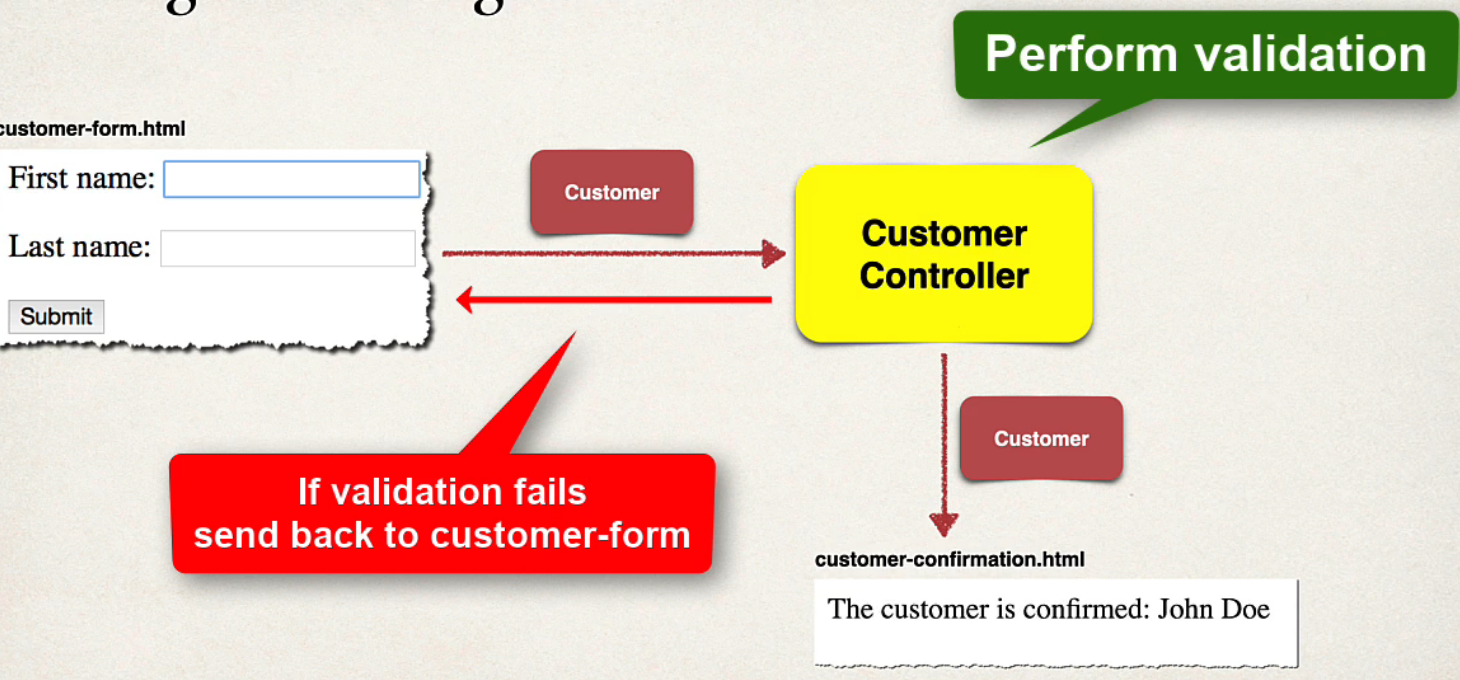 Perform validation
customer-form.html
First name:
Last name:
Submit
Customer
Customer
Controller
If validation fails
send back to customer-form
Customer
customer-confirmation.html
The customer is confirmed: John Doe